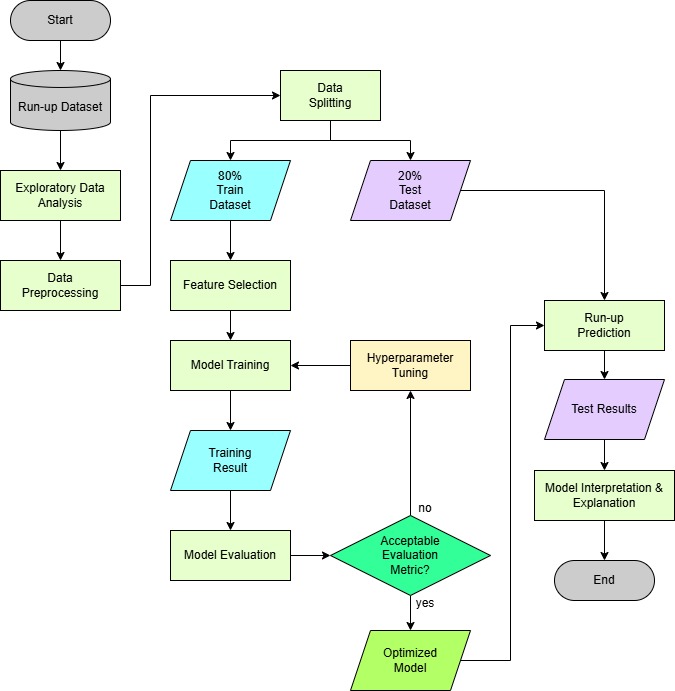 Start
Run-up Dataset
Exploratory Data
Analysis
Data
Preprocessing
Data
Splitting
80%
Train
Dataset
20%
Test
Dataset
Feature Selection
Model Training
Hyperparameter
Tuning
Training
Result
Model Evaluation
Acceptable
Evaluation
Metric?
no
yes
Optimized
Model
Run-up
Prediction
Test Results
Model Interpretation &
Explanation
End